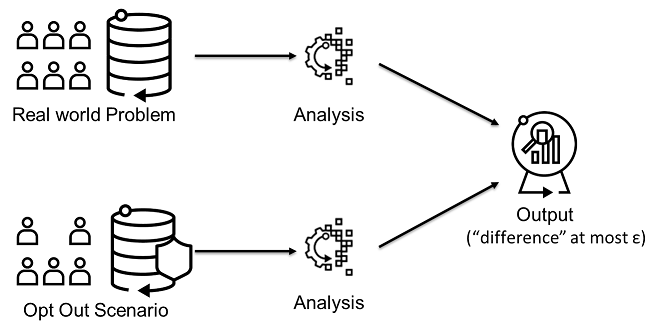 Real world Problem
Analysis
Output
("difference" at most ε)
Opt Out Scenario
Analysis